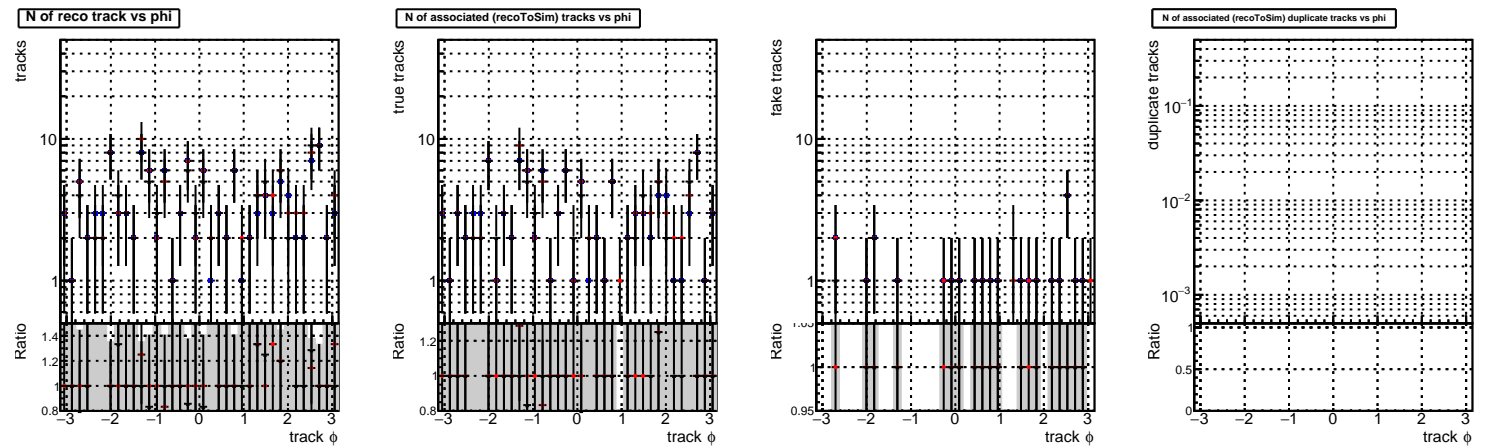 N of reco track vs phi
tracks
10
1
Ratio
1.4
1.2
1
0.8
−3 −2 −1 0 1 2 3
track ϕ
N of associated (recoToSim) tracks vs phi
true tracks
10
1
Ratio
1.2
1
0.8
−3 −2 −1 0 1 2 3
track ϕ
fake tracks
10
1
Ratio
1
0.95
−3 −2 −1 0 1 2 3
track ϕ
N of associated (recoToSim) duplicate tracks vs phi
duplicate tracks
10⁻¹
10⁻²
10⁻³
Ratio
1
0.5
0
−3 −2 −1 0 1 2 3
track ϕ